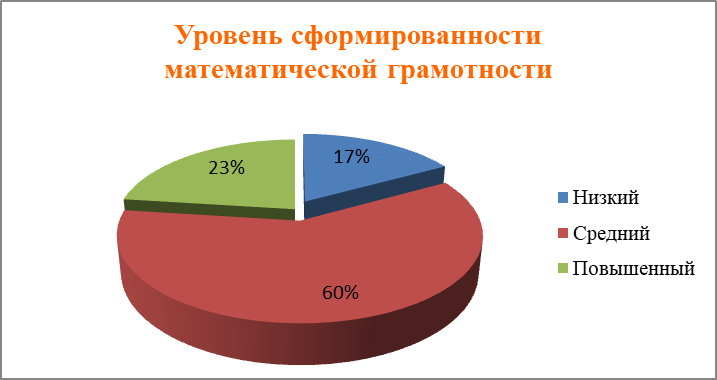 Уровень сформированности
математической грамотности
17%
23%
60%
Низкий
Средний
Повышенный